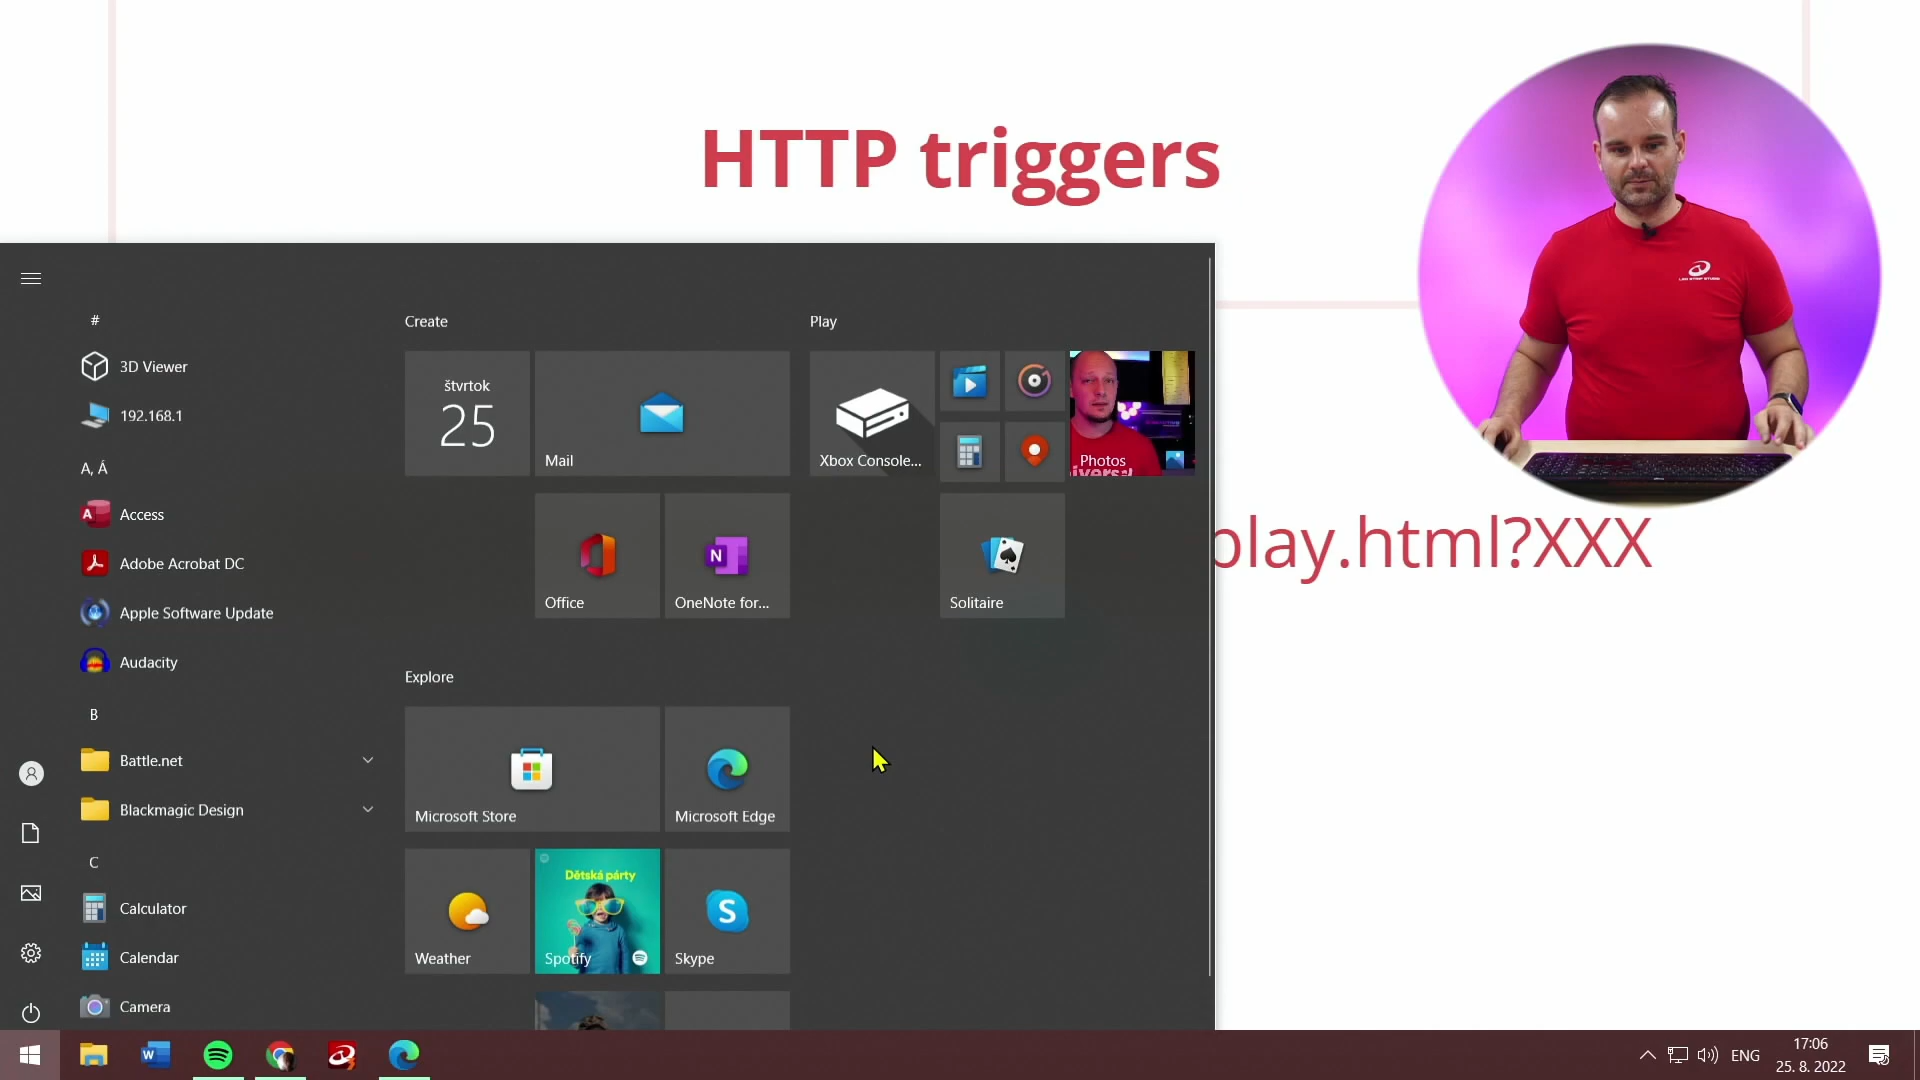 HTTP triggers
play.html?XXX
#
3D Viewer
192.168.1
A, Á
Access
Adobe Acrobat DC
Apple Software Update
Audacity
B
Battle.net
Blackmagic Design
C
Calculator
Calendar
Camera
Create
štvrtok
25
Mail
Office
OneNote for...
Explore
Microsoft Store
Microsoft Edge
Weather
Dětská párty
Spotify
Skype
Play
Xbox Console...
Photos
Solitaire
ENG
17:06
25. 8. 2022